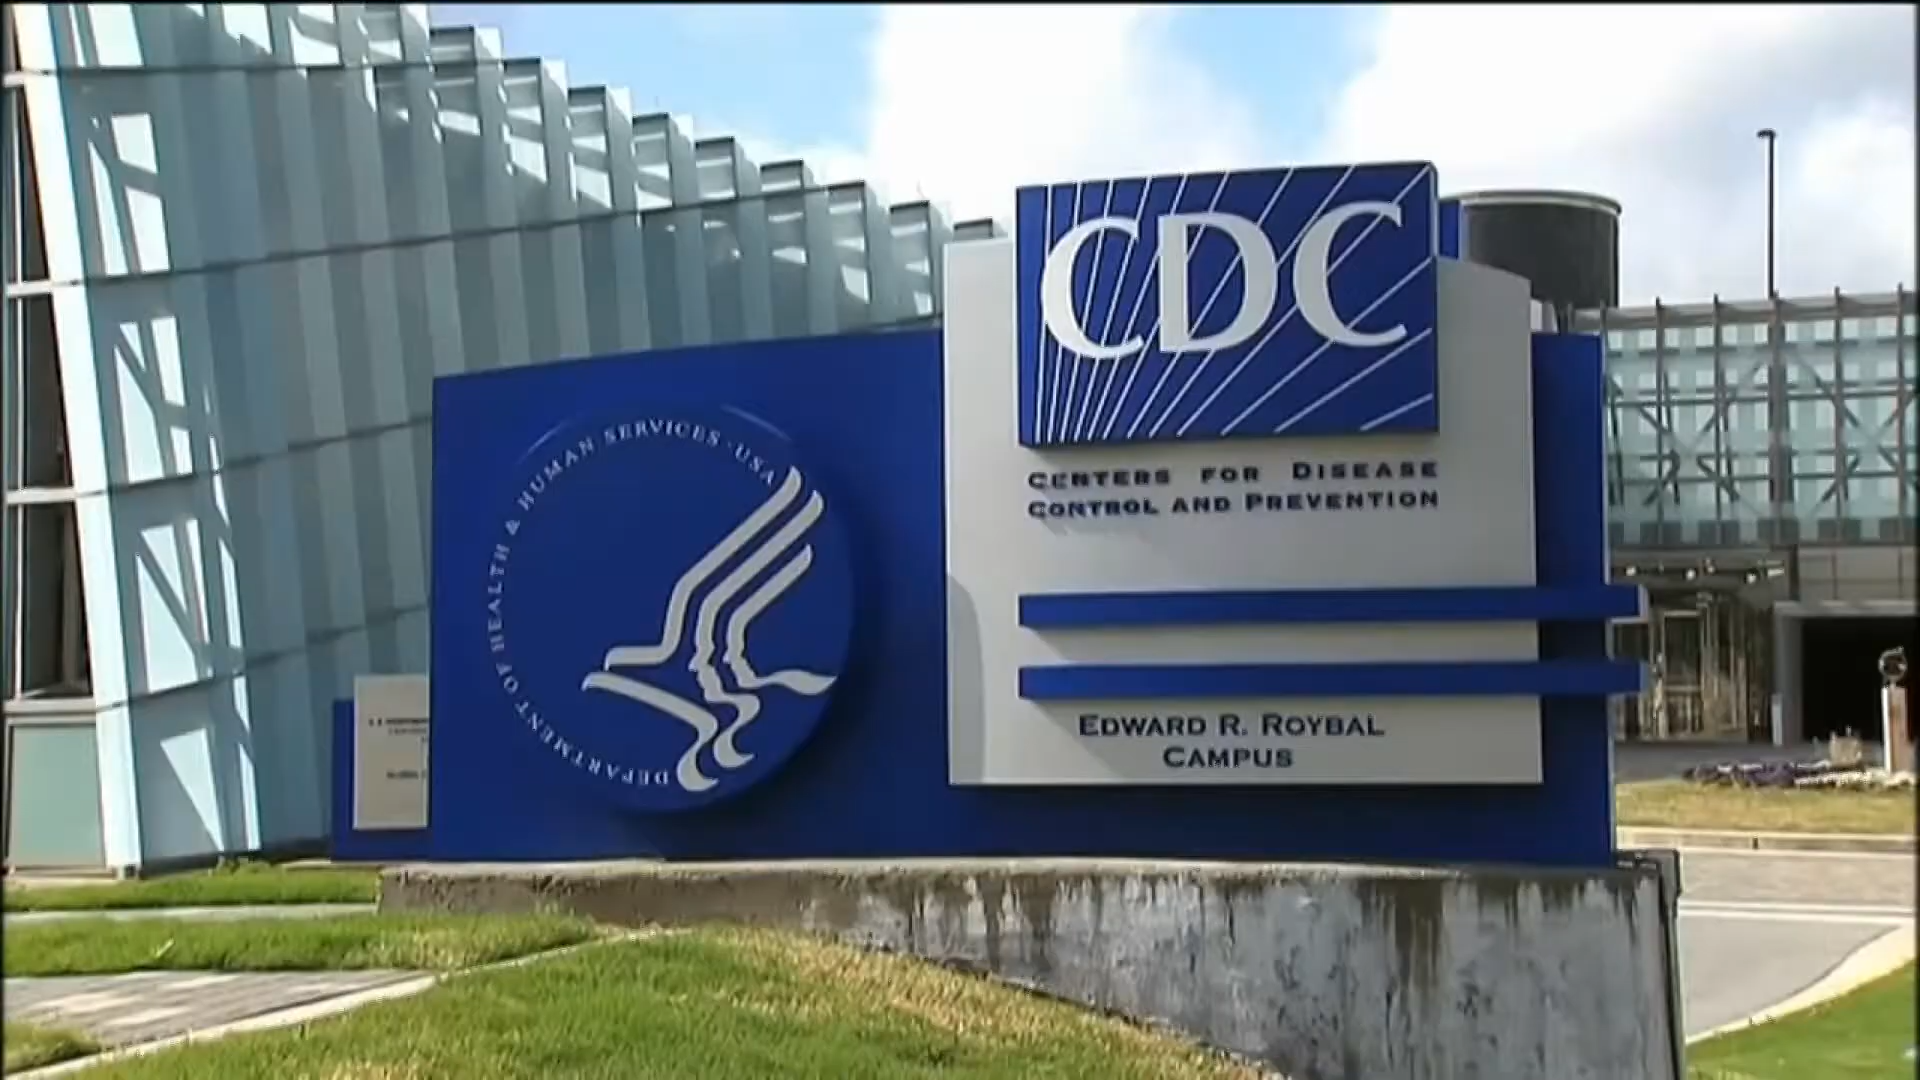 DEPARTMENT OF HEALTH & HUMAN SERVICES · USA
CDC
CENTERS FOR DISEASE
CONTROL AND PREVENTION
EDWARD R. ROYBAL
CAMPUS